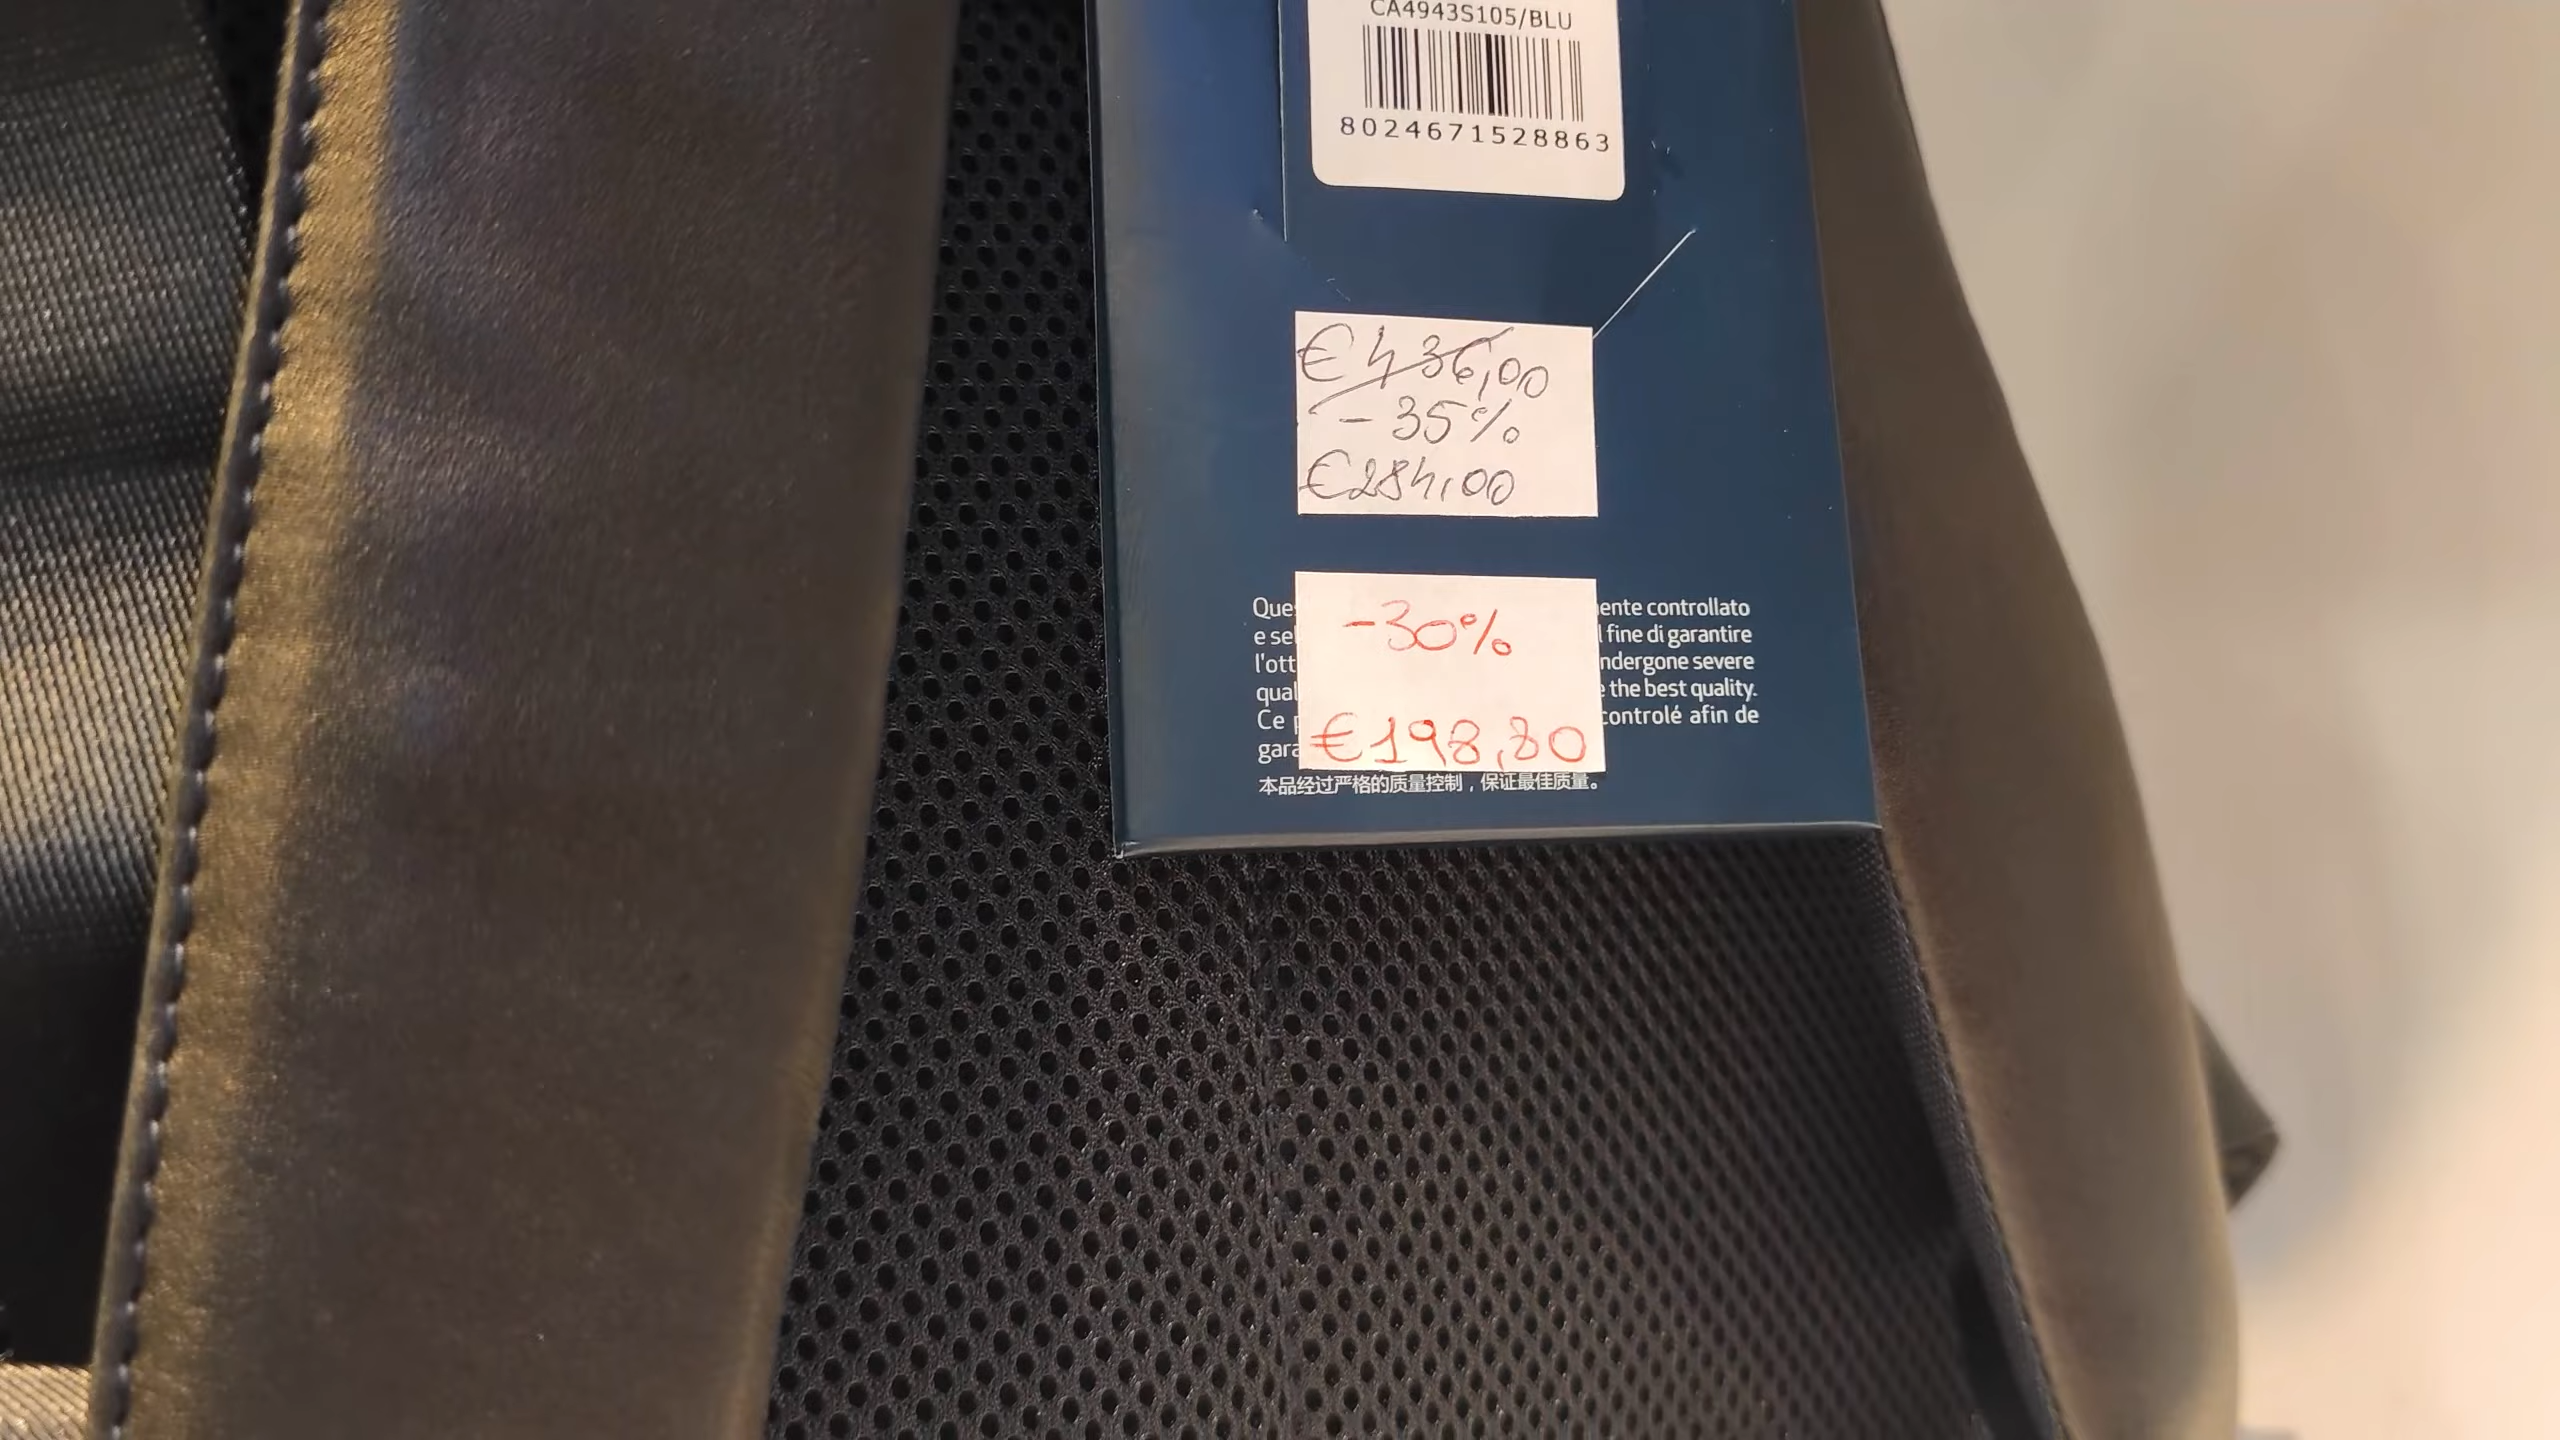 CA4943S105/BLU
8024671528863
€ 436,00
- 35%
€284,00
-30%
€198,80
ente controllato
e se fine di garantire
l'ott ndergone severe
qual the best quality.
Ce controlé afin de
gara
本品经过严格的质量控制，保证最佳质量。